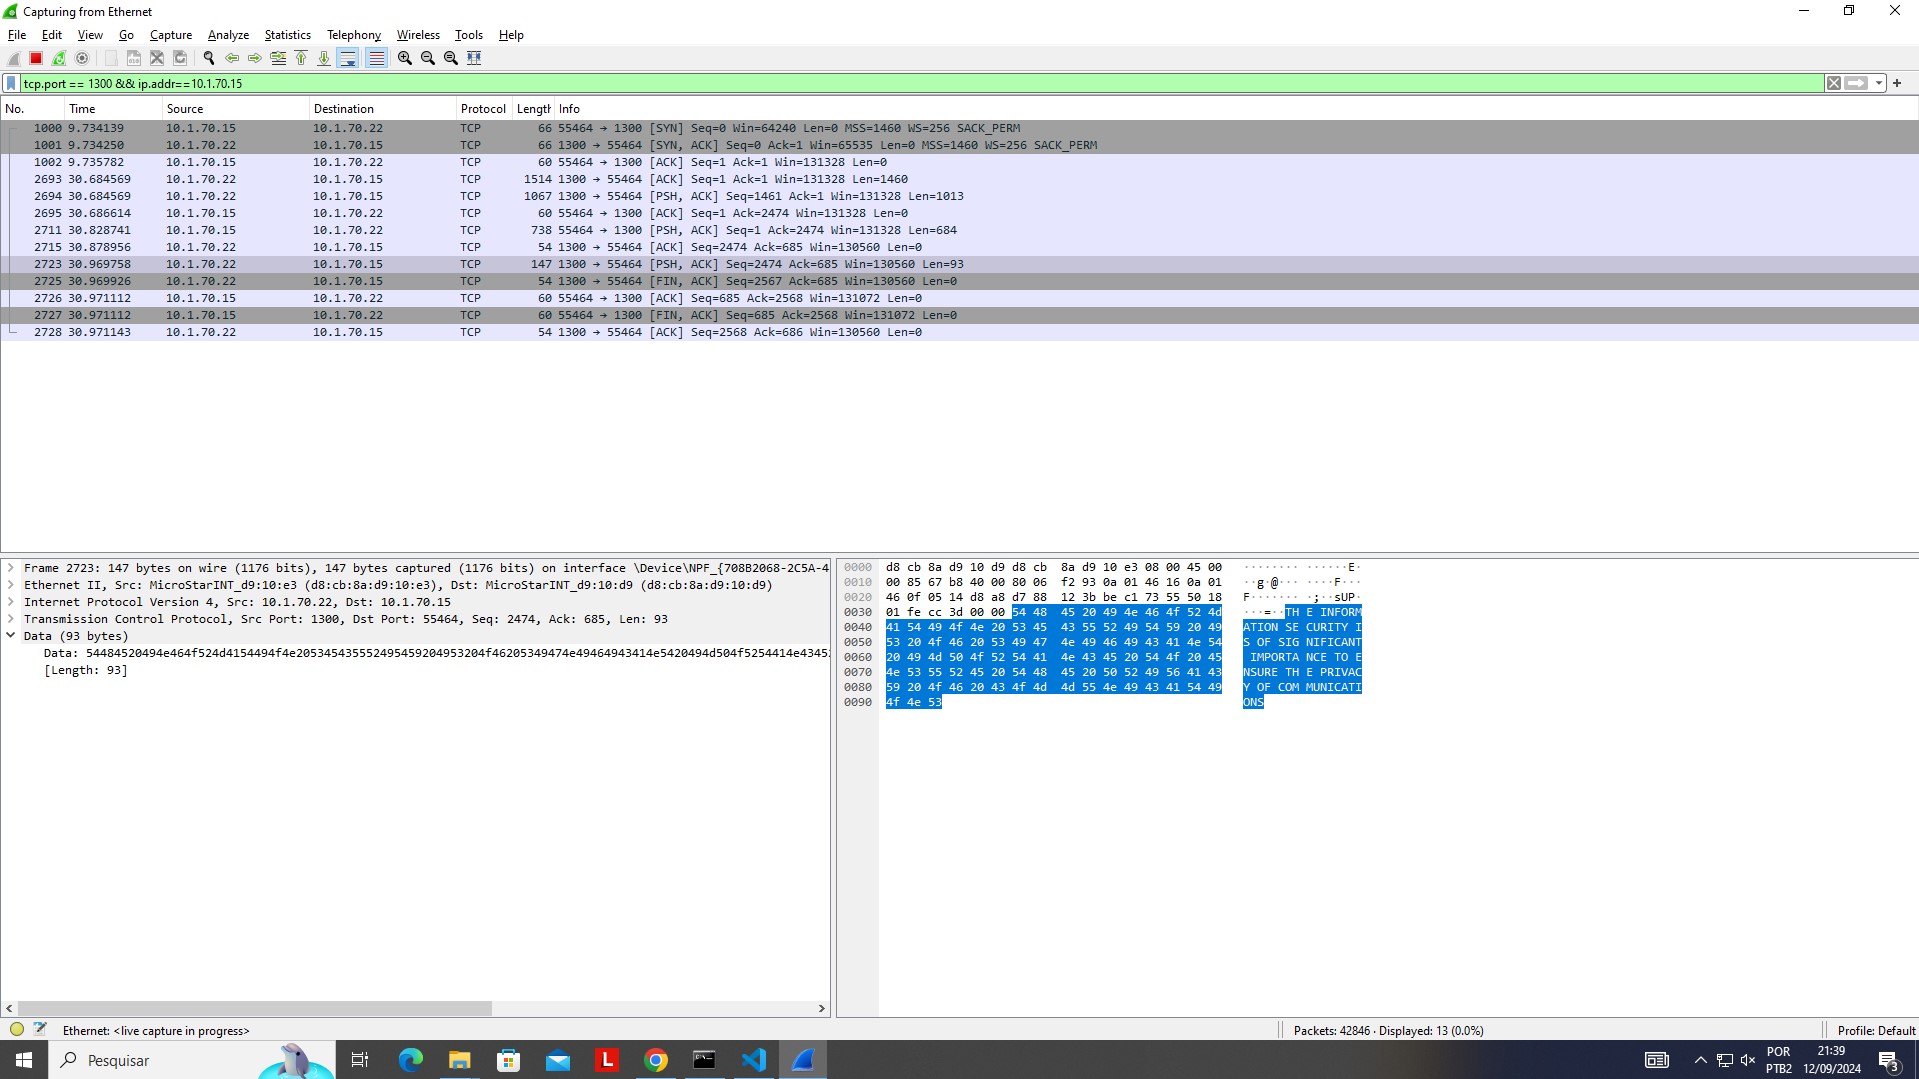 Capturing from Ethernet
File Edit View Go Capture Analyze Statistics Telephony Wireless Tools Help
tcp.port == 1300 && ip.addr==10.1.70.15
No. Time Source Destination Protocol Length Info
1000 9.734139 10.1.70.15 10.1.70.22 TCP 66 55464 → 1300 [SYN] Seq=0 Win=64240 Len=0 MSS=1460 WS=256 SACK_PERM
1001 9.734250 10.1.70.22 10.1.70.15 TCP 66 1300 → 55464 [SYN, ACK] Seq=0 Ack=1 Win=65535 Len=0 MSS=1460 WS=256 SACK_PERM
1002 9.735782 10.1.70.15 10.1.70.22 TCP 60 55464 → 1300 [ACK] Seq=1 Ack=1 Win=131328 Len=0
2693 30.684569 10.1.70.22 10.1.70.15 TCP 1514 1300 → 55464 [ACK] Seq=1 Ack=1 Win=131328 Len=1460
2694 30.684569 10.1.70.22 10.1.70.15 TCP 1067 1300 → 55464 [PSH, ACK] Seq=1461 Ack=1 Win=131328 Len=1013
2695 30.686614 10.1.70.15 10.1.70.22 TCP 60 55464 → 1300 [ACK] Seq=1 Ack=2474 Win=131328 Len=0
2711 30.828741 10.1.70.15 10.1.70.22 TCP 738 55464 → 1300 [PSH, ACK] Seq=1 Ack=2474 Win=131328 Len=684
2715 30.878956 10.1.70.22 10.1.70.15 TCP 54 1300 → 55464 [ACK] Seq=2474 Ack=685 Win=130560 Len=0
2723 30.969758 10.1.70.22 10.1.70.15 TCP 147 1300 → 55464 [PSH, ACK] Seq=2474 Ack=685 Win=130560 Len=93
2725 30.969926 10.1.70.22 10.1.70.15 TCP 54 1300 → 55464 [FIN, ACK] Seq=2567 Ack=685 Win=130560 Len=0
2726 30.971112 10.1.70.15 10.1.70.22 TCP 60 55464 → 1300 [ACK] Seq=685 Ack=2568 Win=131072 Len=0
2727 30.971112 10.1.70.15 10.1.70.22 TCP 60 55464 → 1300 [FIN, ACK] Seq=685 Ack=2568 Win=131072 Len=0
2728 30.971143 10.1.70.22 10.1.70.15 TCP 54 1300 → 55464 [ACK] Seq=2568 Ack=686 Win=130560 Len=0
Frame 2723: 147 bytes on wire (1176 bits), 147 bytes captured (1176 bits) on interface \Device\NPF_{708B2068-2C5A-4
Ethernet II, Src: MicroStarINT_d9:10:e3 (d8:cb:8a:d9:10:e3), Dst: MicroStarINT_d9:10:d9 (d8:cb:8a:d9:10:d9)
Internet Protocol Version 4, Src: 10.1.70.22, Dst: 10.1.70.15
Transmission Control Protocol, Src Port: 1300, Dst Port: 55464, Seq: 2474, Ack: 685, Len: 93
Data (93 bytes)
Data: 54484520494e464f524d4154494f4e205345435552495459204953204f46205349474e49464943414e5420494d504f5254414e4345
[Length: 93]
0000 d8 cb 8a d9 10 d9 d8 cb 8a d9 10 e3 08 00 45 00 ········ ······E·
0010 00 85 67 b8 40 00 80 06 f2 93 0a 01 46 16 0a 01 ··g·@··· ····F···
0020 46 0f 05 14 d8 a8 d7 88 12 3b be c1 73 55 50 18 F······· ·;··sUP·
0030 01 fe cc 3d 00 00 54 48 45 20 49 4e 46 4f 52 4d ···=··TH E INFORM
0040 41 54 49 4f 4e 20 53 45 43 55 52 49 54 59 20 49 ATION SE CURITY I
0050 53 20 4f 46 20 53 49 47 4e 49 46 49 43 41 4e 54 S OF SIG NIFICANT
0060 20 49 4d 50 4f 52 54 41 4e 43 45 20 54 4f 20 45 IMPORTA NCE TO E
0070 4e 53 55 52 45 20 54 48 45 20 50 52 49 56 41 43 NSURE TH E PRIVAC
0080 59 20 4f 46 20 43 4f 4d 4d 55 4e 49 43 41 54 49 Y OF COM MUNICATI
0090 4f 4e 53 ONS
Ethernet: <live capture in progress>
Packets: 42846 · Displayed: 13 (0.0%)
Profile: Default
Pesquisar
L
POR
PTB2
21:39
12/09/2024
3